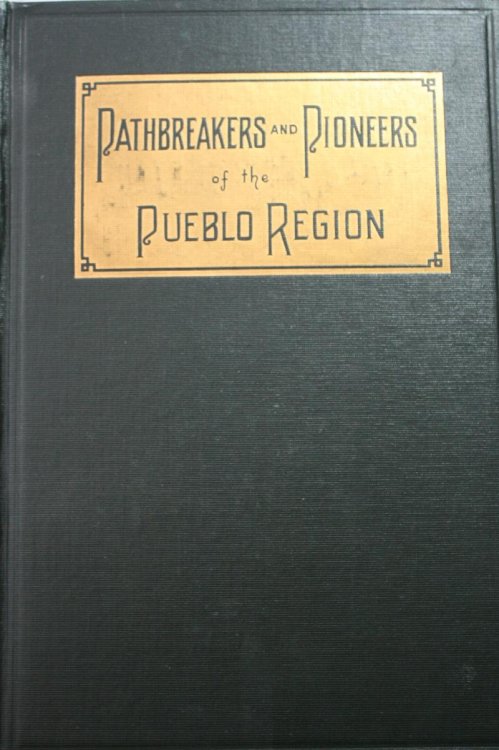 PATHBREAKERS AND PIONEERS
of the
PUEBLO REGION